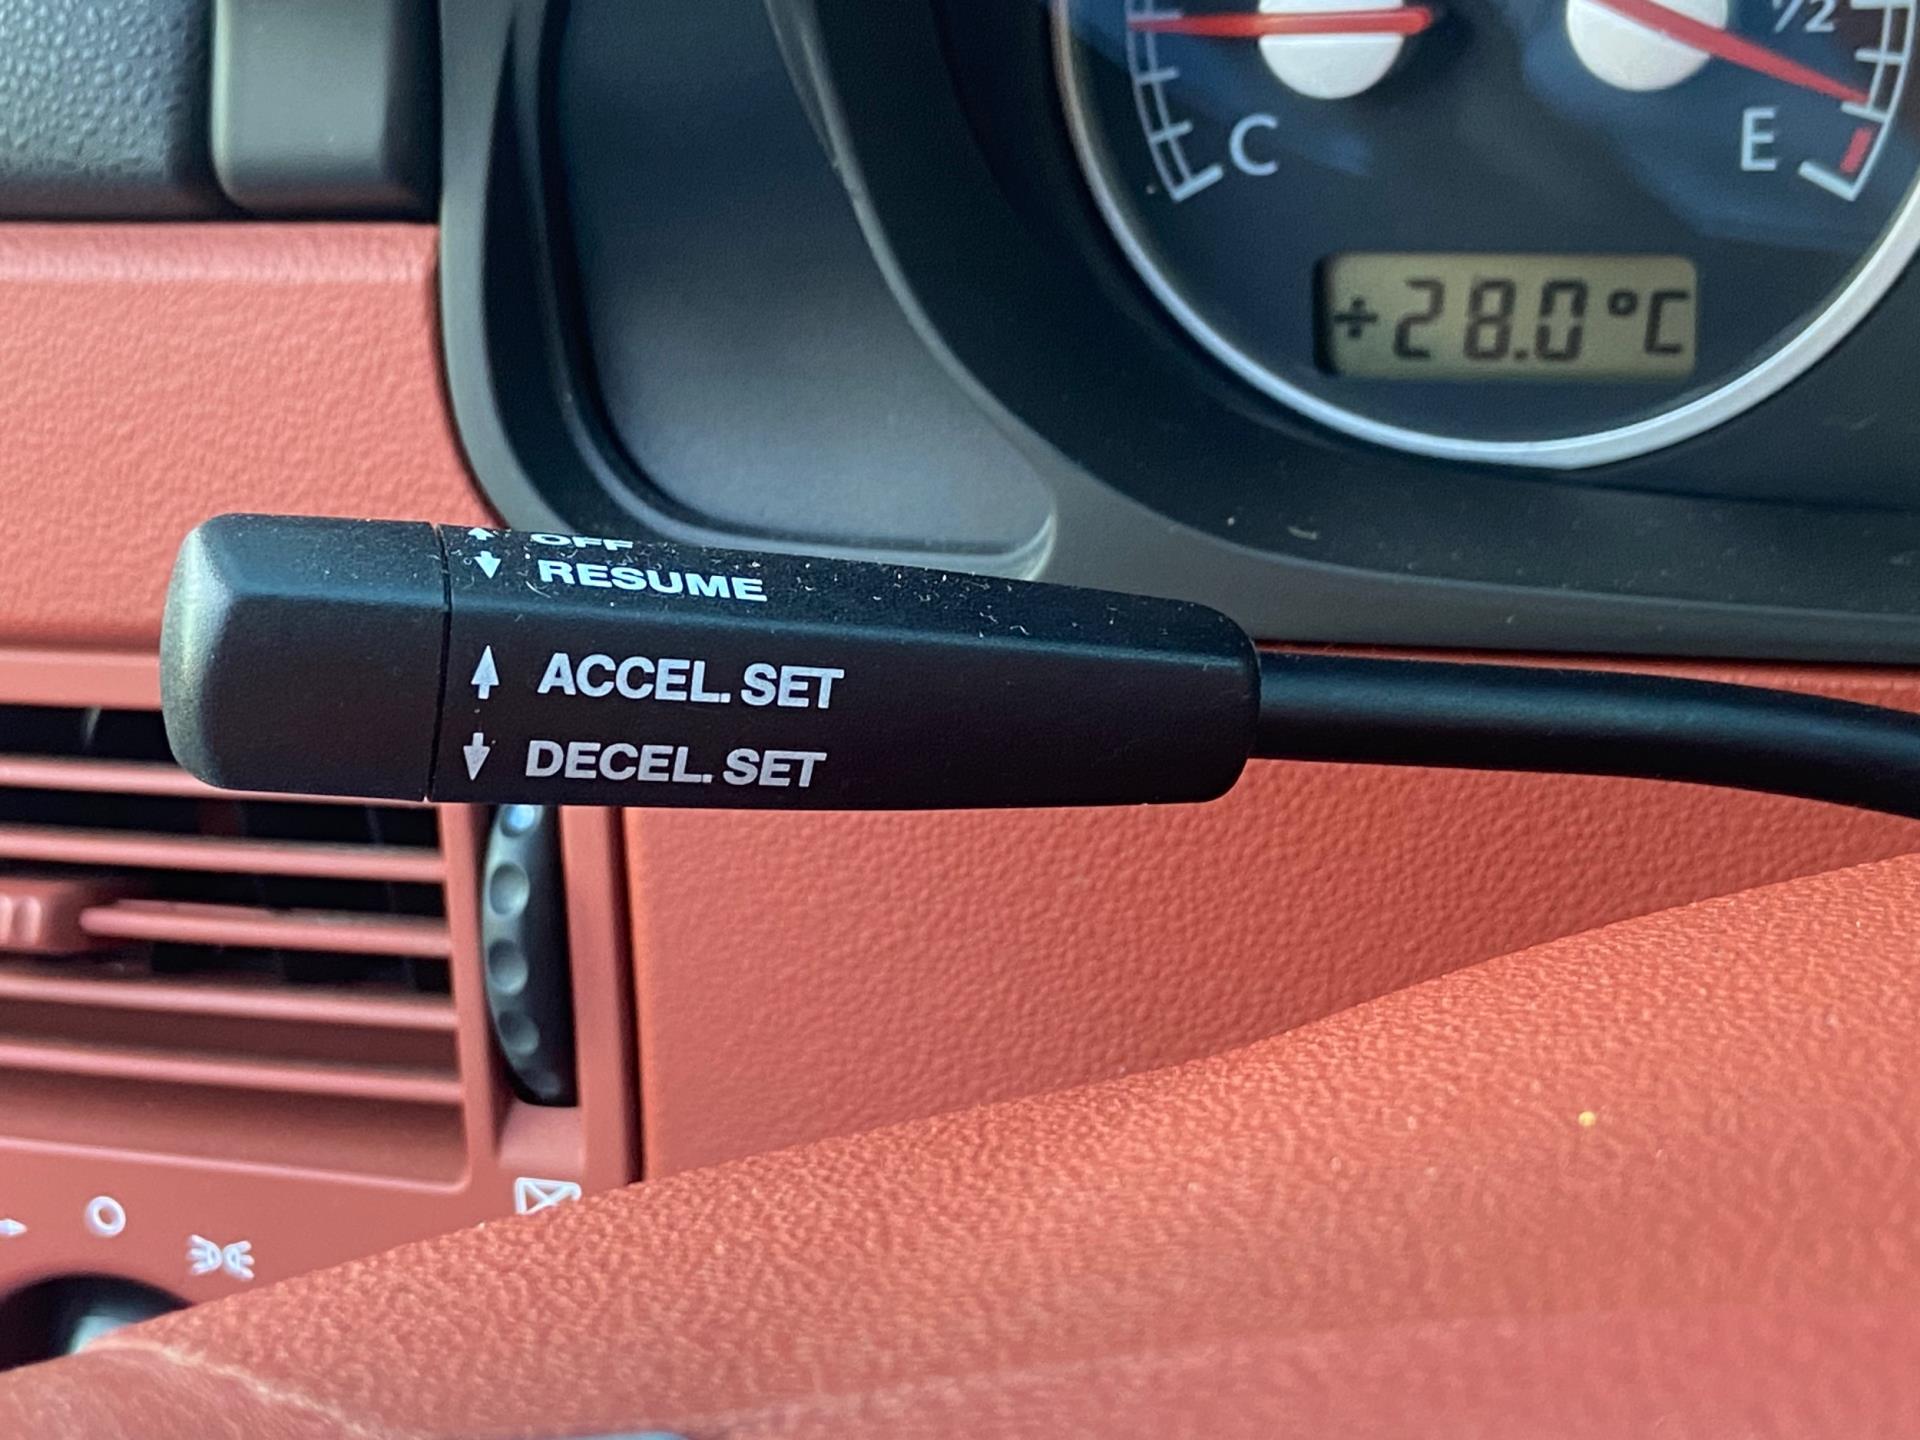 1/2
C
E
+28.0°C
OFF
RESUME
ACCEL. SET
DECEL. SET